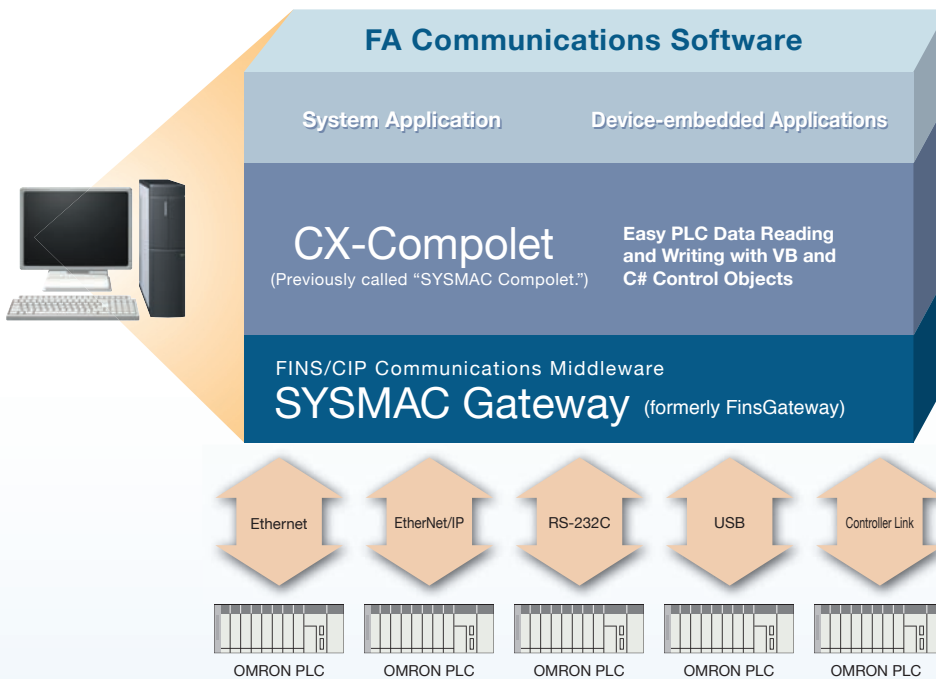 FA Communications Software
System Application
Device-embedded Applications
CX-Compolet
(Previously called “SYSMAC Compolet.”)
Easy PLC Data Reading
and Writing with VB and
C# Control Objects
FINS/CIP Communications Middleware
SYSMAC Gateway (formerly FinsGateway)
Ethernet
EtherNet/IP
RS-232C
USB
Controller Link
OMRON PLC
OMRON PLC
OMRON PLC
OMRON PLC
OMRON PLC